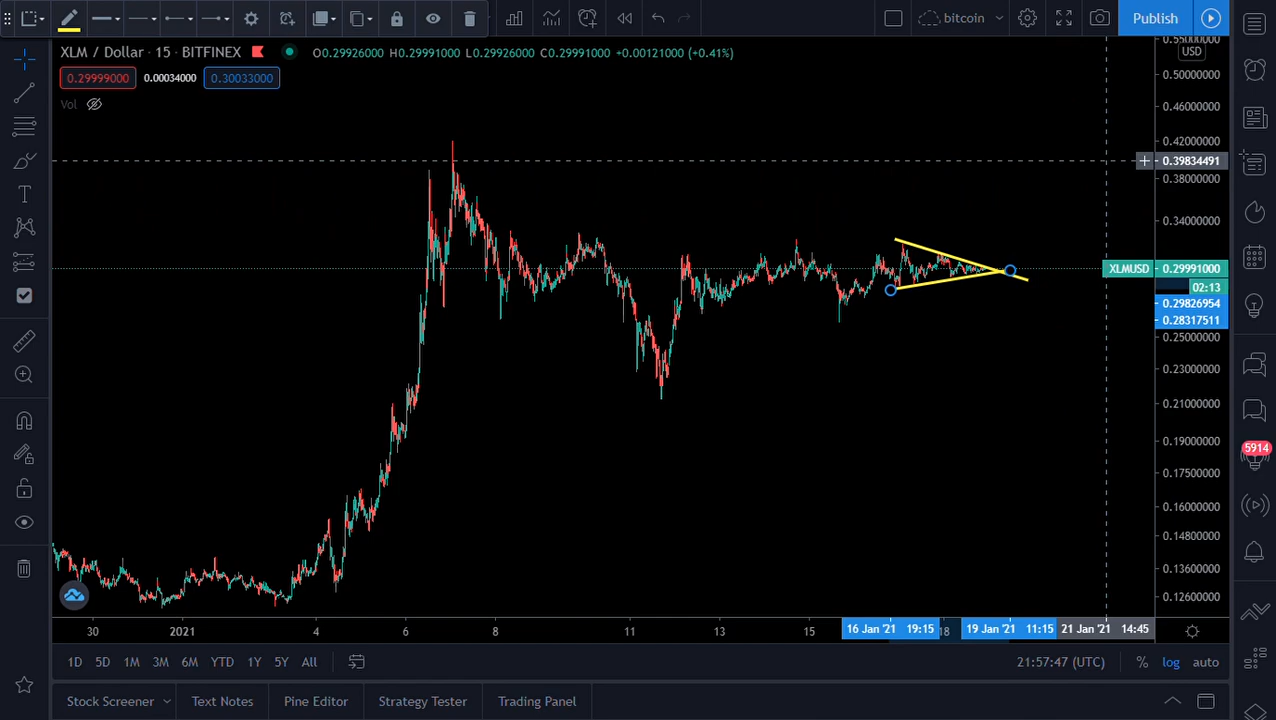 bitcoin
Publish
XLM / Dollar · 15 · BITFINEX O0.29926000 H0.29991000 L0.29926000 C0.29991000 +0.00121000 (+0.41%)
0.29999000 0.00034000 0.30033000
Vol
0.55000000
USD
0.50000000
0.46000000
0.42000000
0.39834491
0.38000000
0.34000000
XLMUSD 0.29991000
02:13
0.29826954
0.28317511
0.25000000
0.23000000
0.21000000
0.19000000
0.17500000
0.16000000
0.14800000
0.13600000
0.12600000
5914
30 2021 4 6 8 11 13 15 16 Jan '21 19:15 18 19 Jan '21 11:15 21 Jan '21 14:45
1D 5D 1M 3M 6M YTD 1Y 5Y All 21:57:47 (UTC) % log auto
Stock Screener Text Notes Pine Editor Strategy Tester Trading Panel